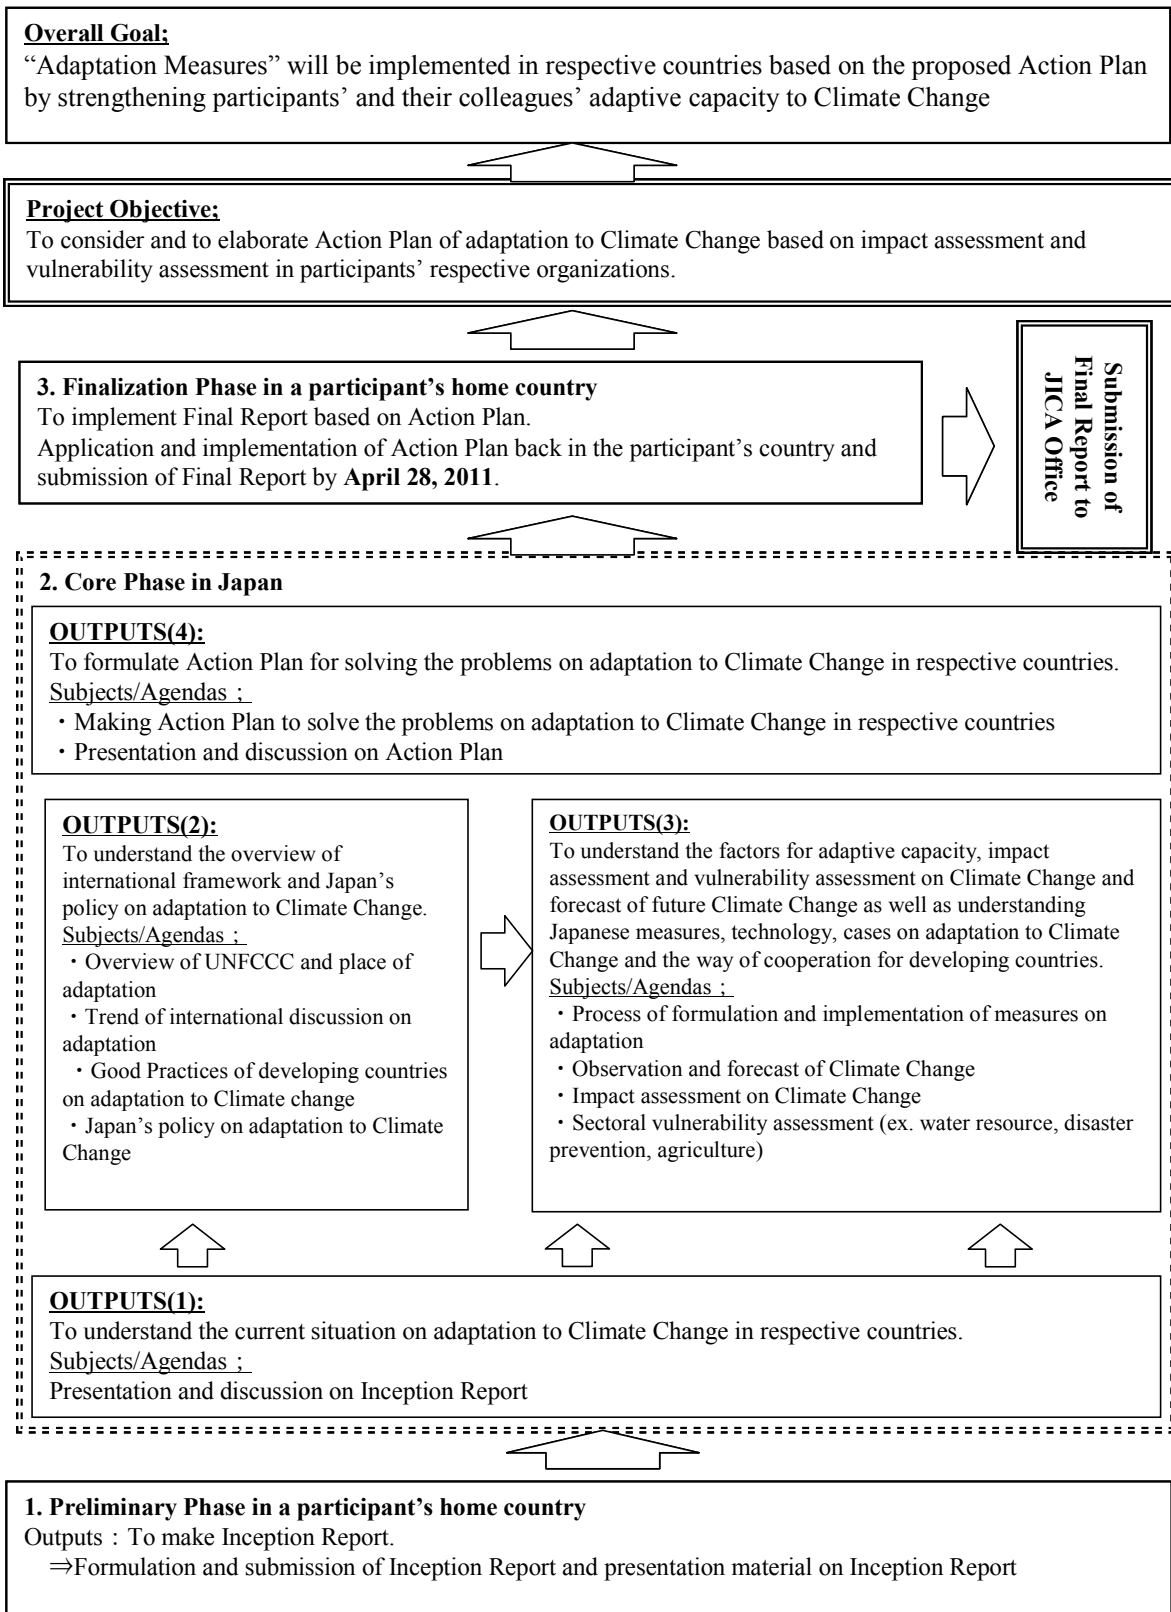 Overall Goal;
“Adaptation Measures” will be implemented in respective countries based on the proposed Action Plan
by strengthening participants’ and their colleagues’ adaptive capacity to Climate Change
Project Objective;
To consider and to elaborate Action Plan of adaptation to Climate Change based on impact assessment and
vulnerability assessment in participants’ respective organizations.
3. Finalization Phase in a participant’s home country
To implement Final Report based on Action Plan.
Application and implementation of Action Plan back in the participant’s country and
submission of Final Report by April 28, 2011.
Submission of
Final Report to
JICA Office
2. Core Phase in Japan
OUTPUTS(4):
To formulate Action Plan for solving the problems on adaptation to Climate Change in respective countries.
Subjects/Agendas；
・Making Action Plan to solve the problems on adaptation to Climate Change in respective countries
・Presentation and discussion on Action Plan
OUTPUTS(2):
To understand the overview of
international framework and Japan’s
policy on adaptation to Climate Change.
Subjects/Agendas；
・Overview of UNFCCC and place of
adaptation
・Trend of international discussion on
adaptation
・Good Practices of developing countries
on adaptation to Climate change
・Japan’s policy on adaptation to Climate
Change
OUTPUTS(3):
To understand the factors for adaptive capacity, impact
assessment and vulnerability assessment on Climate Change and
forecast of future Climate Change as well as understanding
Japanese measures, technology, cases on adaptation to Climate
Change and the way of cooperation for developing countries.
Subjects/Agendas；
・Process of formulation and implementation of measures on
adaptation
・Observation and forecast of Climate Change
・Impact assessment on Climate Change
・Sectoral vulnerability assessment (ex. water resource, disaster
prevention, agriculture)
OUTPUTS(1):
To understand the current situation on adaptation to Climate Change in respective countries.
Subjects/Agendas；
Presentation and discussion on Inception Report
1. Preliminary Phase in a participant’s home country
Outputs：To make Inception Report.
⇒Formulation and submission of Inception Report and presentation material on Inception Report